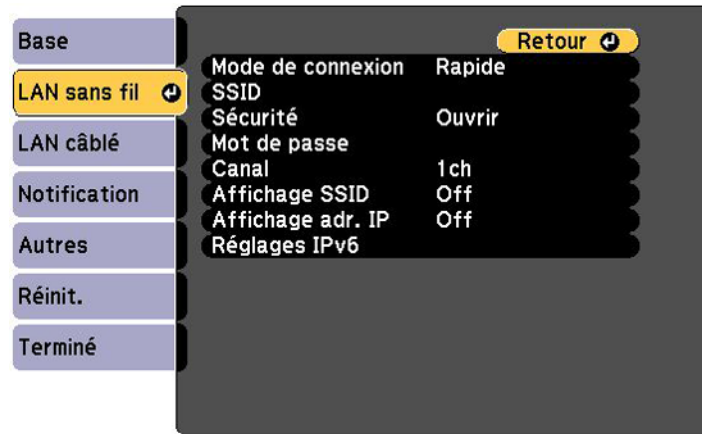 Base
LAN sans fil
LAN câblé
Notification
Autres
Réinit.
Terminé
Retour
Mode de connexion Rapide
SSID
Sécurité Ouvrir
Mot de passe
Canal 1ch
Affichage SSID Off
Affichage adr. IP Off
Réglages IPv6